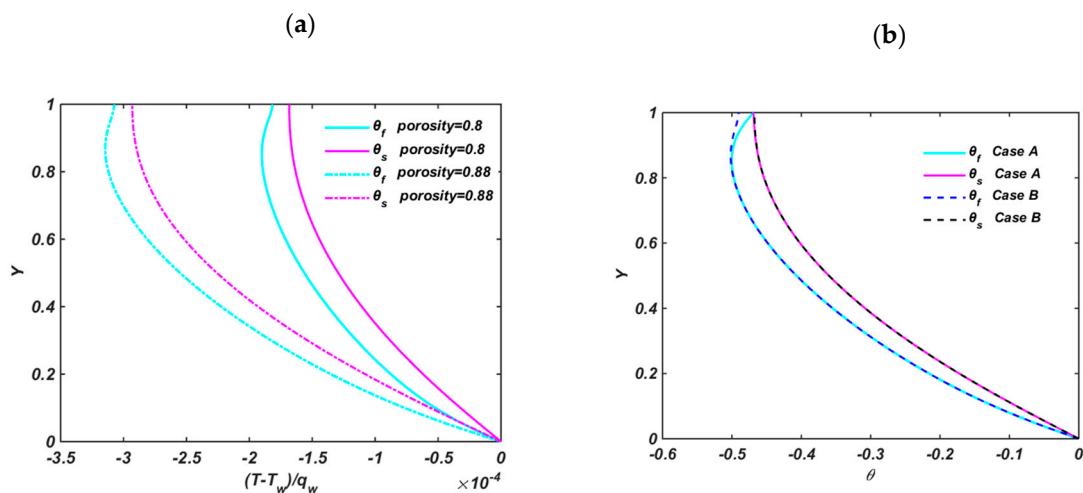 (a)
1
0.8
0.6
0.4
0.2
0
Y
θf porosity=0.8
θs porosity=0.8
θf porosity=0.88
θs porosity=0.88
-3.5 -3 -2.5 -2 -1.5 -1 -0.5 0
(T-Tw)/qw ×10-4
(b)
1
0.8
0.6
0.4
0.2
0
Y
θf Case A
θs Case A
θf Case B
θs Case B
-0.6 -0.5 -0.4 -0.3 -0.2 -0.1 0
θ